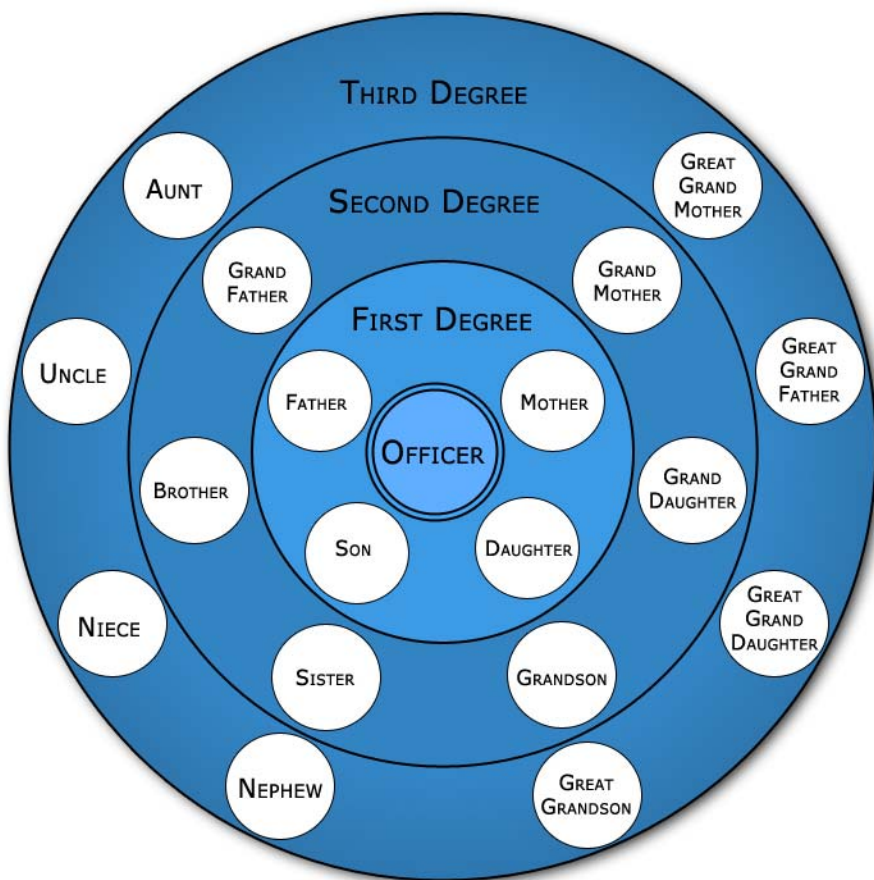 THIRD DEGREE
AUNT
GREAT
GRAND
MOTHER
SECOND DEGREE
GRAND
FATHER
GRAND
MOTHER
FIRST DEGREE
UNCLE
GREAT
GRAND
FATHER
FATHER
MOTHER
OFFICER
BROTHER
GRAND
DAUGHTER
SON
DAUGHTER
NIECE
GREAT
GRAND
DAUGHTER
SISTER
GRANDSON
NEPHEW
GREAT
GRANDSON